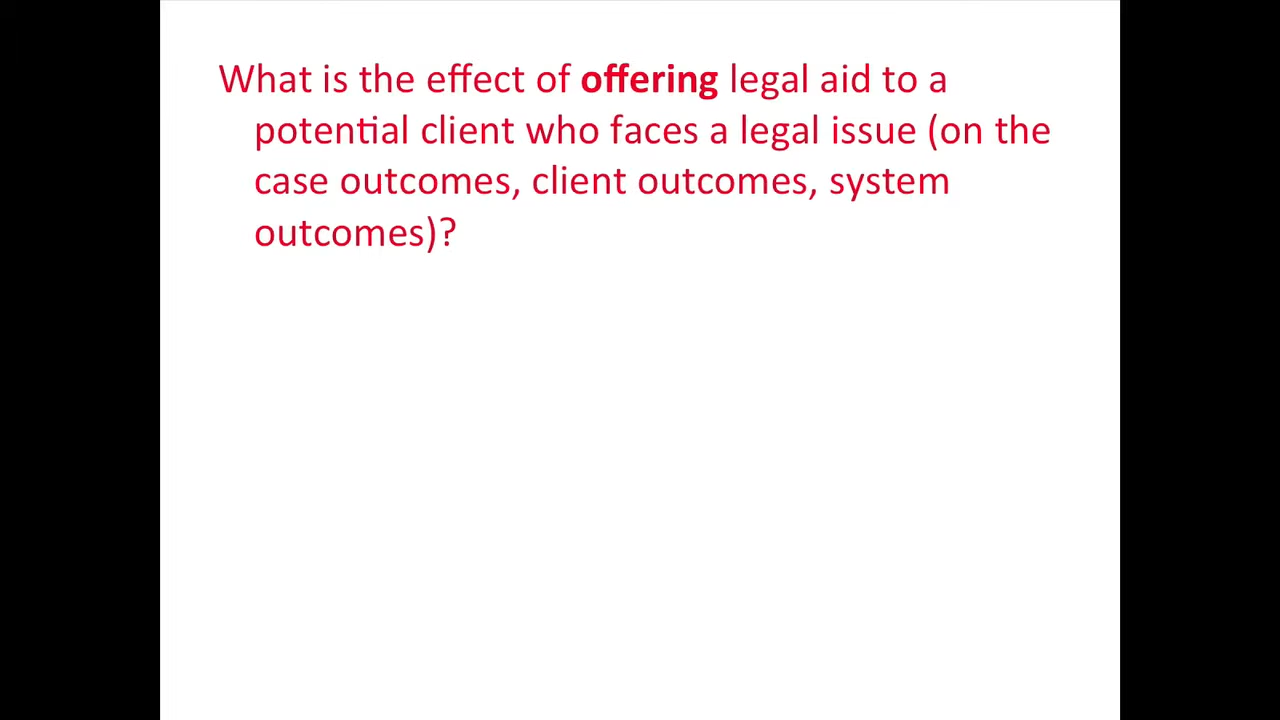 What is the effect of offering legal aid to a
potential client who faces a legal issue (on the
case outcomes, client outcomes, system
outcomes)?